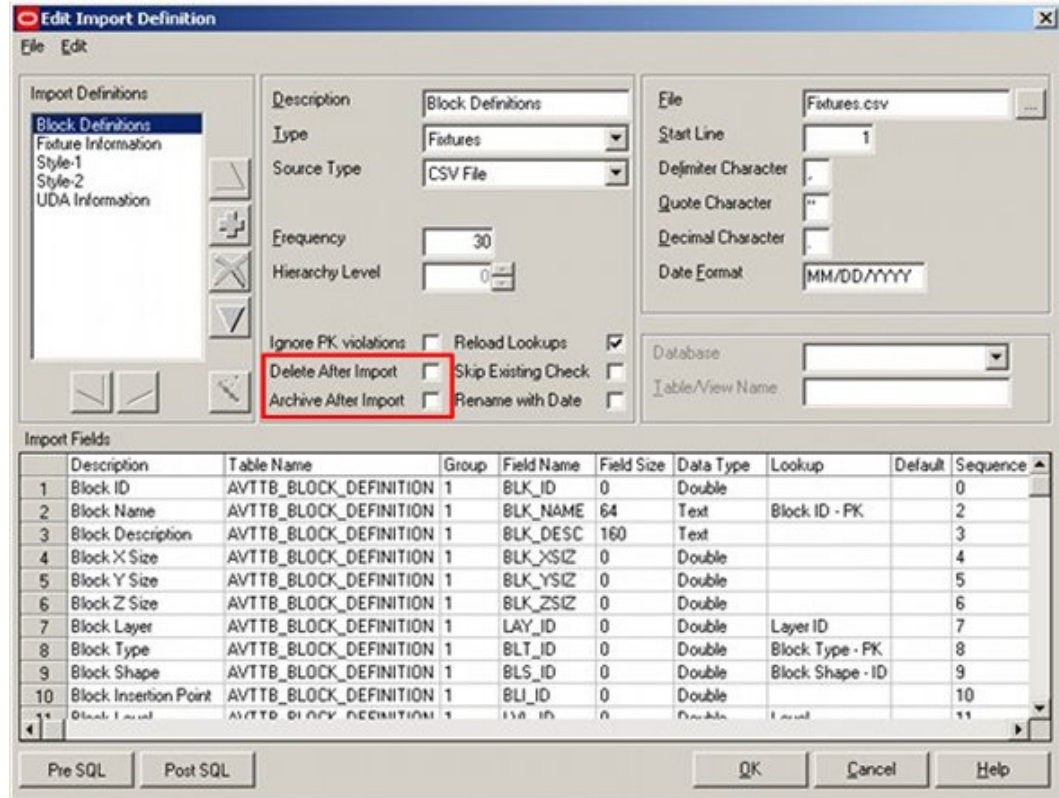 Edit Import Definition
File Edit
Import Definitions
Block Definitions
Fixture Information
Style-1
Style-2
UDA Information
Description Block Definitions
Type Fixtures
Source Type CSV File
Frequency 30
Hierarchy Level 0
Ignore PK violations Reload Lookups
Delete After Import Skip Existing Check
Archive After Import Rename with Date
File Fixtures.csv ...
Start Line 1
Delimiter Character ,
Quote Character "
Decimal Character .
Date Format MM/DD/YYYY
Database
Table/View Name
Import Fields
Description Table Name Group Field Name Field Size Data Type Lookup Default Sequence
1 Block ID AVTTB_BLOCK_DEFINITION 1 BLK_ID 0 Double 0
2 Block Name AVTTB_BLOCK_DEFINITION 1 BLK_NAME 64 Text Block ID - PK 2
3 Block Description AVTTB_BLOCK_DEFINITION 1 BLK_DESC 160 Text 3
4 Block X Size AVTTB_BLOCK_DEFINITION 1 BLK_XSIZ 0 Double 4
5 Block Y Size AVTTB_BLOCK_DEFINITION 1 BLK_YSIZ 0 Double 5
6 Block Z Size AVTTB_BLOCK_DEFINITION 1 BLK_ZSIZ 0 Double 6
7 Block Layer AVTTB_BLOCK_DEFINITION 1 LAY_ID 0 Double Layer ID 7
8 Block Type AVTTB_BLOCK_DEFINITION 1 BLT_ID 0 Double Block Type - PK 8
9 Block Shape AVTTB_BLOCK_DEFINITION 1 BLS_ID 0 Double Block Shape - ID 9
10 Block Insertion Point AVTTB_BLOCK_DEFINITION 1 BLI_ID 0 Double 10
11 Block Level AVTTB_BLOCK_DEFINITION 1 LVL_ID 0 Double Level 11
Pre SQL Post SQL OK Cancel Help